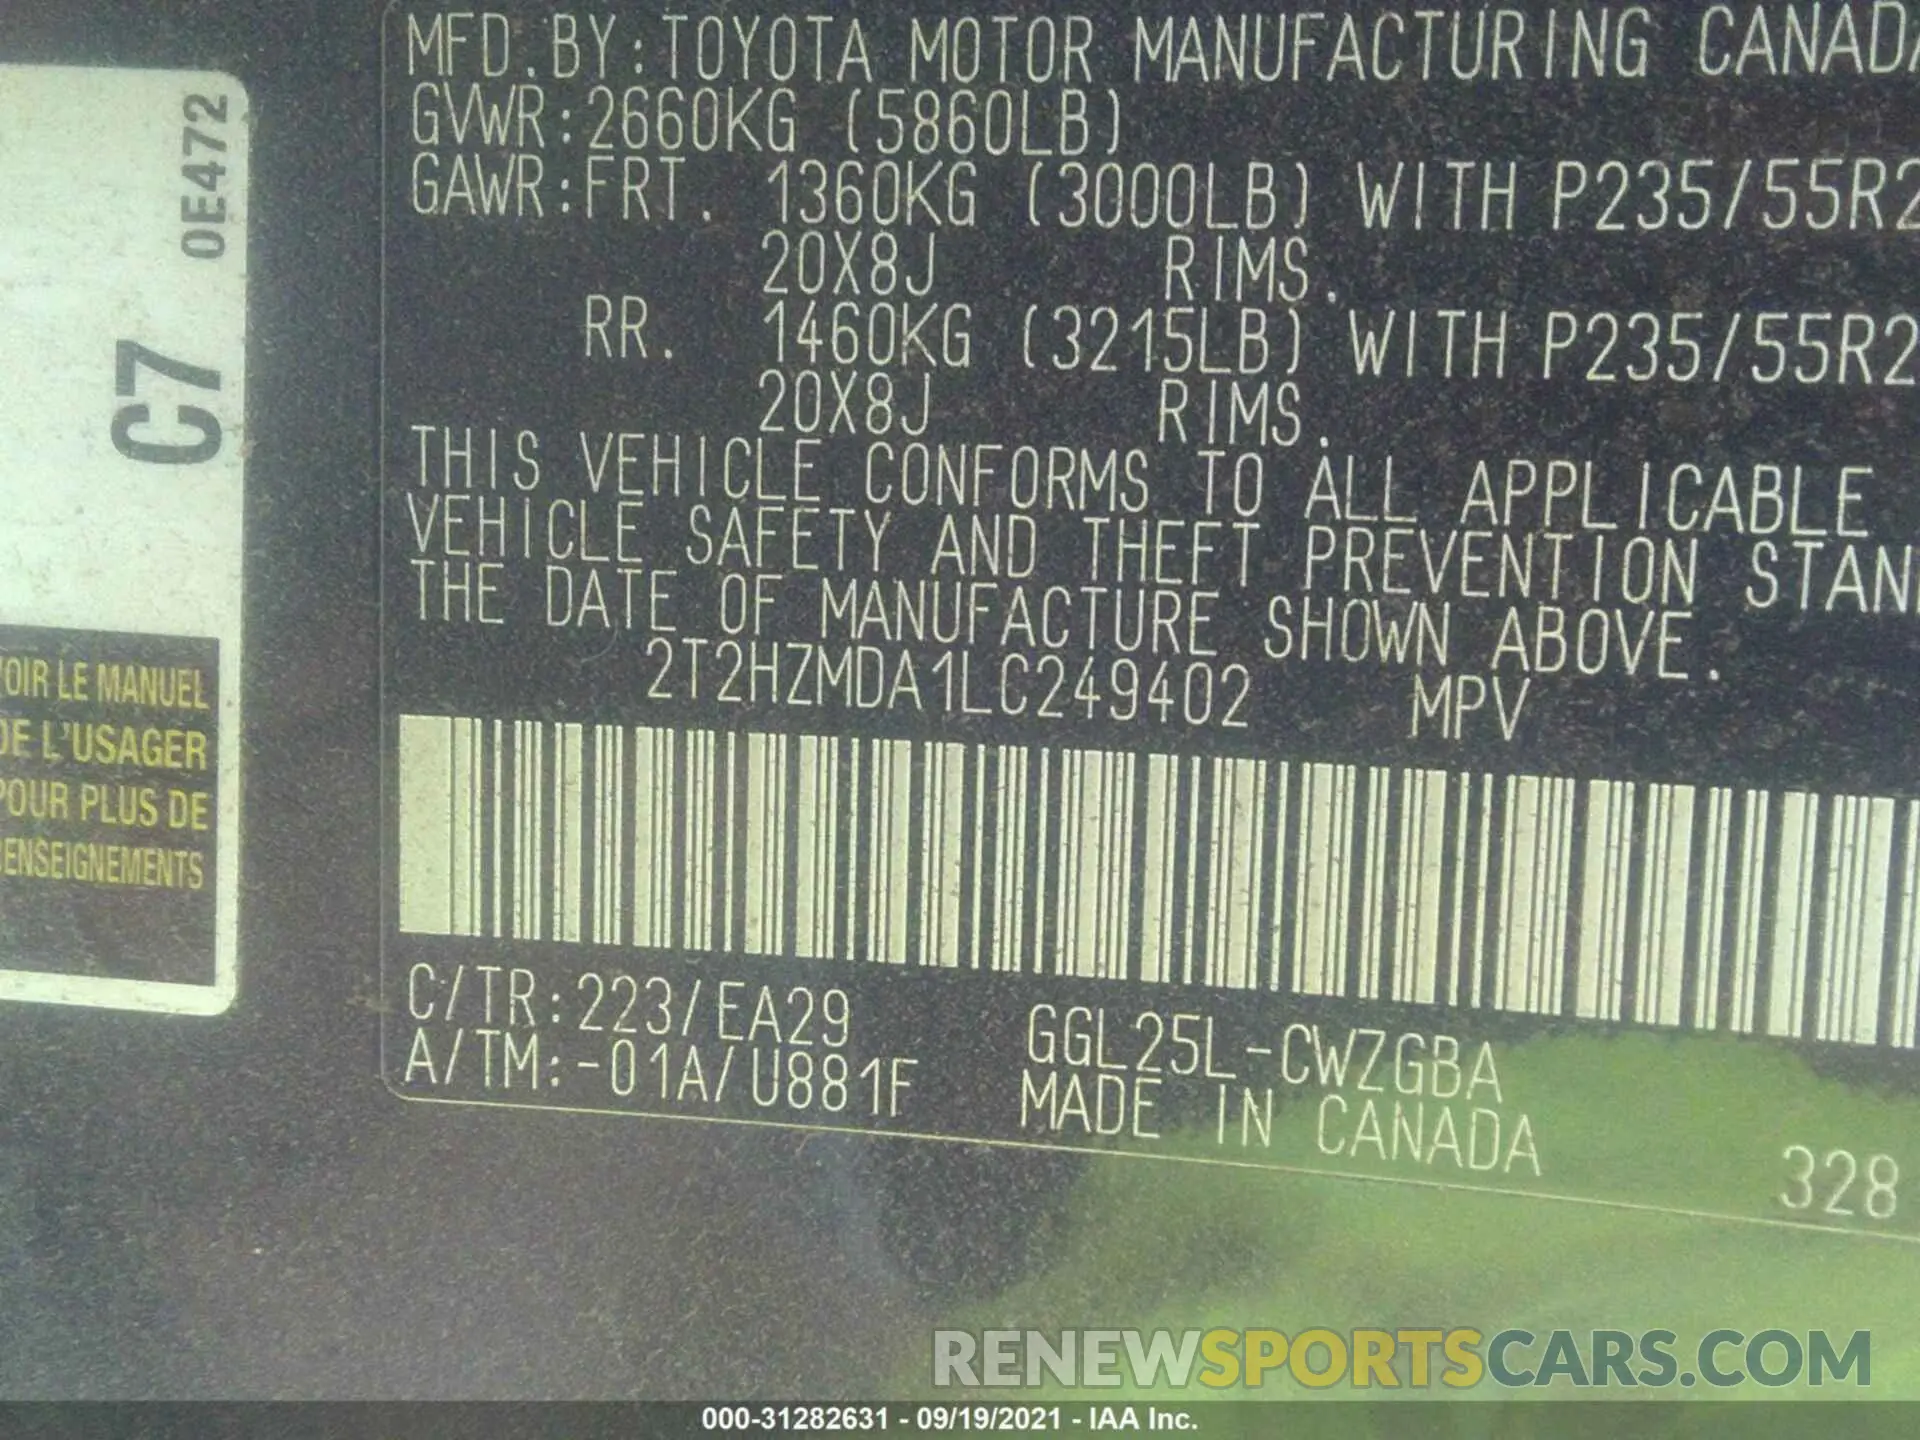 MFD.BY:TOYOTA MOTOR MANUFACTURING CANADA
GVWR:2660KG (5860LB)
GAWR:FRT. 1360KG (3000LB) WITH P235/55R2
20X8J RIMS.
RR. 1460KG (3215LB) WITH P235/55R2
20X8J RIMS.
THIS VEHICLE CONFORMS TO ALL APPLICABLE
VEHICLE SAFETY AND THEFT PREVENTION STAN
THE DATE OF MANUFACTURE SHOWN ABOVE.
2T2HZMDA1LC249402 MPV
C/TR:223/EA29 GGL25L-CWZGBA
A/TM:-01A/U881F MADE IN CANADA
328
0E472
C7
OIR LE MANUEL
DE L'USAGER
POUR PLUS DE
ENSEIGNEMENTS
RENEWSPORTSCARS.COM
000-31282631 - 09/19/2021 - IAA Inc.